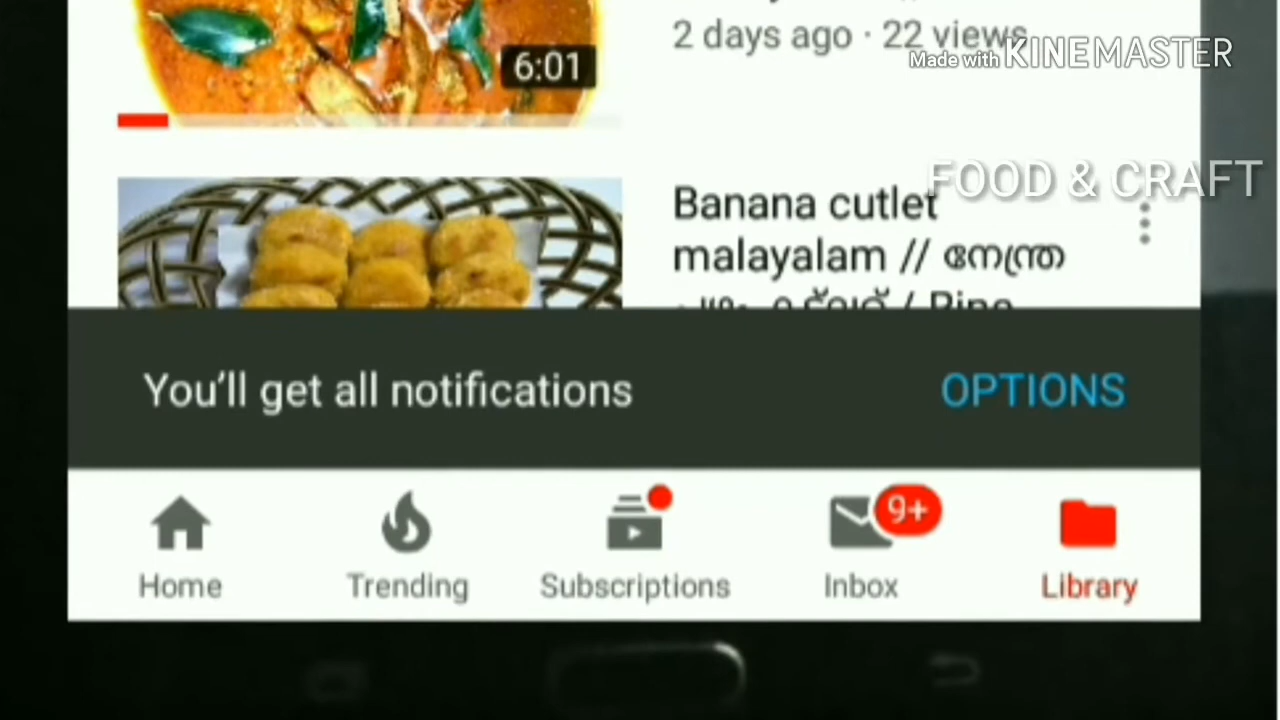 2 days ago · 22 views
6:01
Made with KINEMASTER
FOOD & CRAFT
Banana cutlet
malayalam // നേന്ത്ര
You'll get all notifications
OPTIONS
9+
Home
Trending
Subscriptions
Inbox
Library